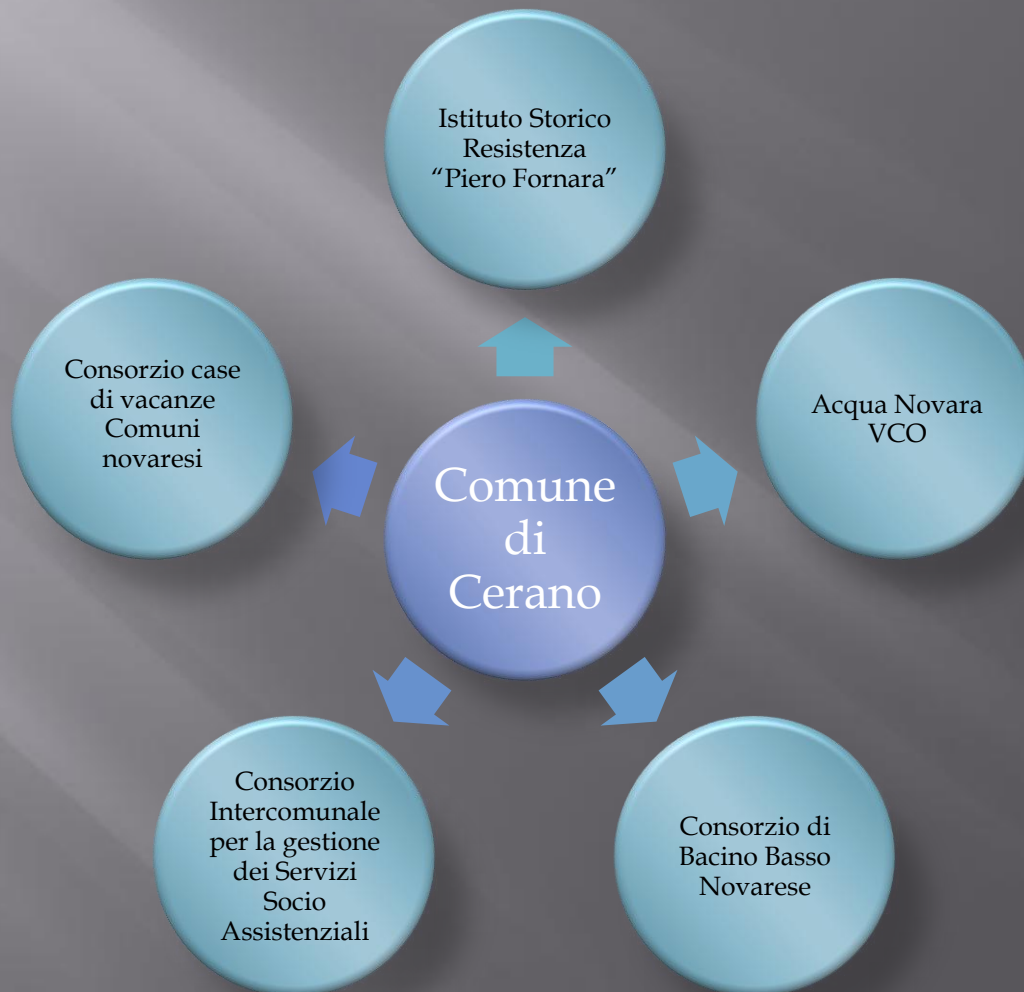 Istituto Storico
Resistenza
“Piero Fornara”
Consorzio case
di vacanze
Comuni
novaresi
Acqua Novara
VCO
Comune
di
Cerano
Consorzio
Intercomunale
per la gestione
dei Servizi
Socio
Assistenziali
Consorzio di
Bacino Basso
Novarese